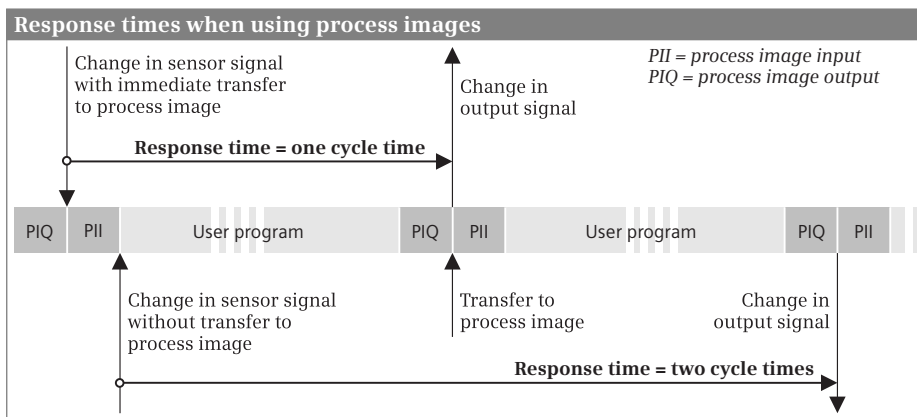 Response times when using process images
Change in sensor signal
with immediate transfer
to process image
Change in
output signal
PII = process image input
PIQ = process image output
Response time = one cycle time
PIQ PII User program PIQ PII User program PIQ PII
Change in sensor signal
without transfer to
process image
Transfer to
process image
Change in
output signal
Response time = two cycle times